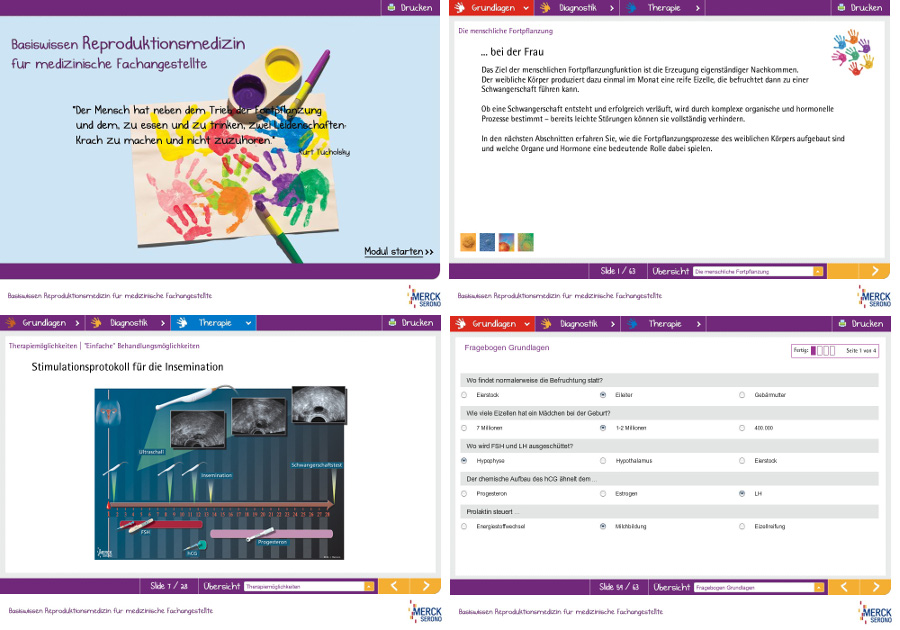 Drucken
Basiswissen Reproduktionsmedizin
für medizinische Fachangestellte
"Der Mensch hat neben dem Trieb der Fortpflanzung
und dem, zu essen und zu trinken, zwei Leidenschaften:
Krach zu machen und nicht zuzuhören."
Kurt Tucholsky
Modul starten >>
Basiswissen Reproduktionsmedizin für medizinische Fachangestellte
MERCK
SERONO
Grundlagen Diagnostik > Therapie > Drucken
Die menschliche Fortpflanzung
... bei der Frau
Das Ziel der menschlichen Fortpflanzungfunktion ist die Erzeugung eigenständiger Nachkommen.
Der weibliche Körper produziert dazu einmal im Monat eine reife Eizelle, die befruchtet dann zu einer
Schwangerschaft führen kann.
Ob eine Schwangerschaft entsteht und erfolgreich verläuft, wird durch komplexe organische und hormonelle
Prozesse bestimmt – bereits leichte Störungen können sie vollständig verhindern.
In den nächsten Abschnitten erfahren Sie, wie die Fortpflanzungsprozesse des weiblichen Körpers aufgebaut sind
und welche Organe und Hormone eine bedeutende Rolle dabei spielen.
Slide 1 / 63 Übersicht Die menschliche Fortpflanzung >
Basiswissen Reproduktionsmedizin für medizinische Fachangestellte
MERCK
SERONO
Grundlagen > Diagnostik > Therapie Drucken
Therapiemöglichkeiten | "Einfache" Behandlungsmöglichkeiten
Stimulationsprotokoll für die Insemination
Ultraschall
Insemination
Schwangerschaftstest
1 2 3 4 5 6 7 8 9 10 11 12 13 14 15 16 17 18 19 20 21 22 23 24 25 26 27 28
FSH
Progesteron
hCG
Slide 7 / 28 Übersicht Therapiemöglichkeiten < >
Basiswissen Reproduktionsmedizin für medizinische Fachangestellte
MERCK
SERONO
Grundlagen Diagnostik > Therapie > Drucken
Fragebogen Grundlagen
Fertig: Seite 1 von 4
Wo findet normalerweise die Befruchtung statt?
Eierstock Eileiter Gebärmutter
Wie viele Eizellen hat ein Mädchen bei der Geburt?
7 Millionen 1-2 Millionen 400.000
Wo wird FSH und LH ausgeschüttet?
Hypophyse Hypothalamus Eierstock
Der chemische Aufbau des hCG ähnelt dem ...
Progesteron Estrogen LH
Prolaktin steuert ...
Energiestoffwechsel Milchbildung Eizellreifung
Slide 59 / 63 Übersicht Fragebogen Grundlagen < >
Basiswissen Reproduktionsmedizin für medizinische Fachangestellte
MERCK
SERONO